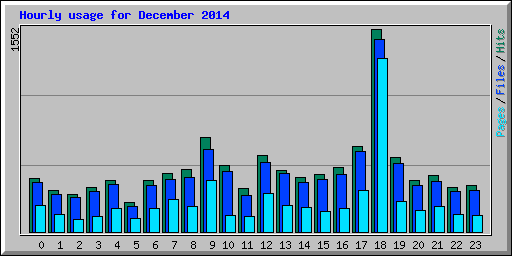 Hourly usage for December 2014
1552
Pages/Files/Hits
0 1 2 3 4 5 6 7 8 9 10 11 12 13 14 15 16 17 18 19 20 21 22 23